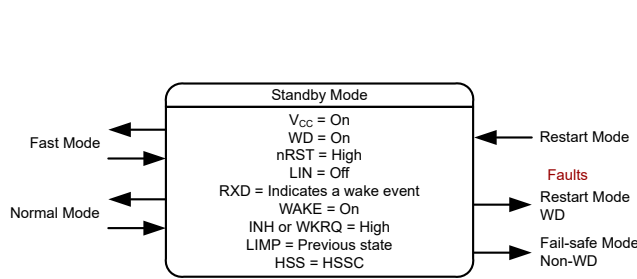 Standby Mode
VCC = On
WD = On
nRST = High
LIN = Off
RXD = Indicates a wake event
WAKE = On
INH or WKRQ = High
LIMP = Previous state
HSS = HSSC
Fast Mode
Normal Mode
Restart Mode
Faults
Restart Mode
WD
Fail-safe Mode
Non-WD